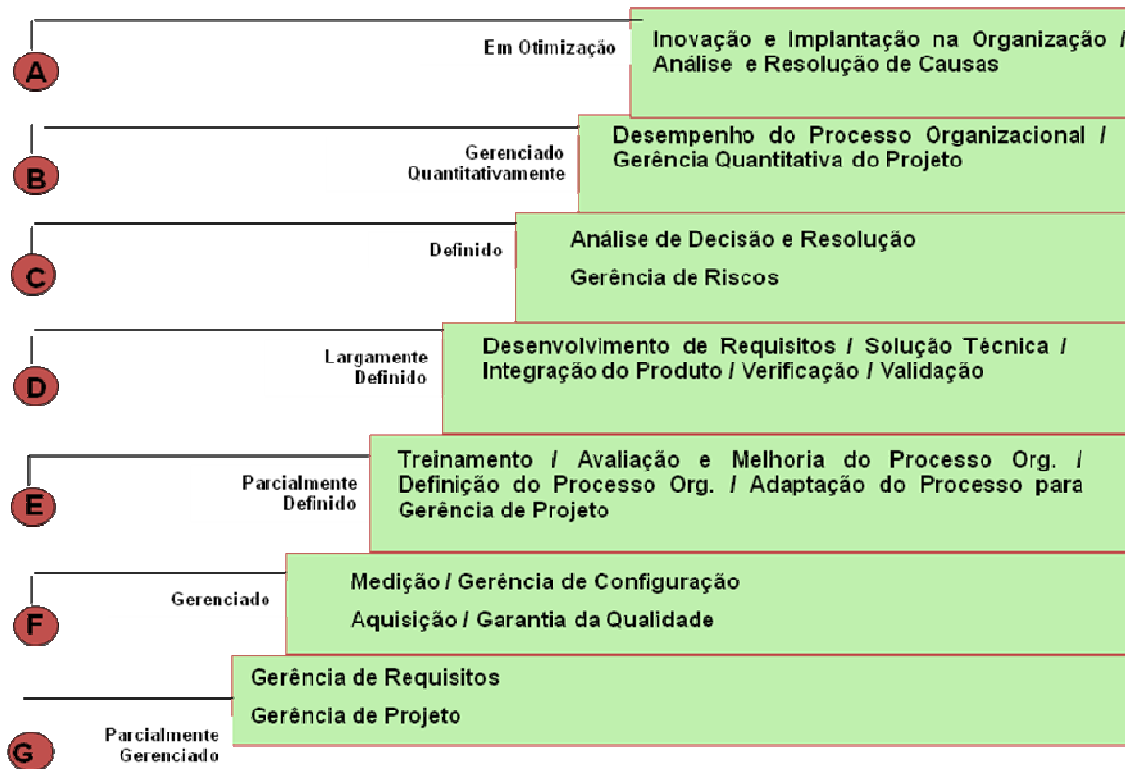 A
Em Otimização
Inovação e Implantação na Organização /
Análise e Resolução de Causas
B
Gerenciado
Quantitativamente
Desempenho do Processo Organizacional /
Gerência Quantitativa do Projeto
C
Definido
Análise de Decisão e Resolução
Gerência de Riscos
D
Largamente
Definido
Desenvolvimento de Requisitos / Solução Técnica /
Integração do Produto / Verificação / Validação
E
Parcialmente
Definido
Treinamento / Avaliação e Melhoria do Processo Org. /
Definição do Processo Org. / Adaptação do Processo para
Gerência de Projeto
F
Gerenciado
Medição / Gerência de Configuração
Aquisição / Garantia da Qualidade
G
Parcialmente
Gerenciado
Gerência de Requisitos
Gerência de Projeto